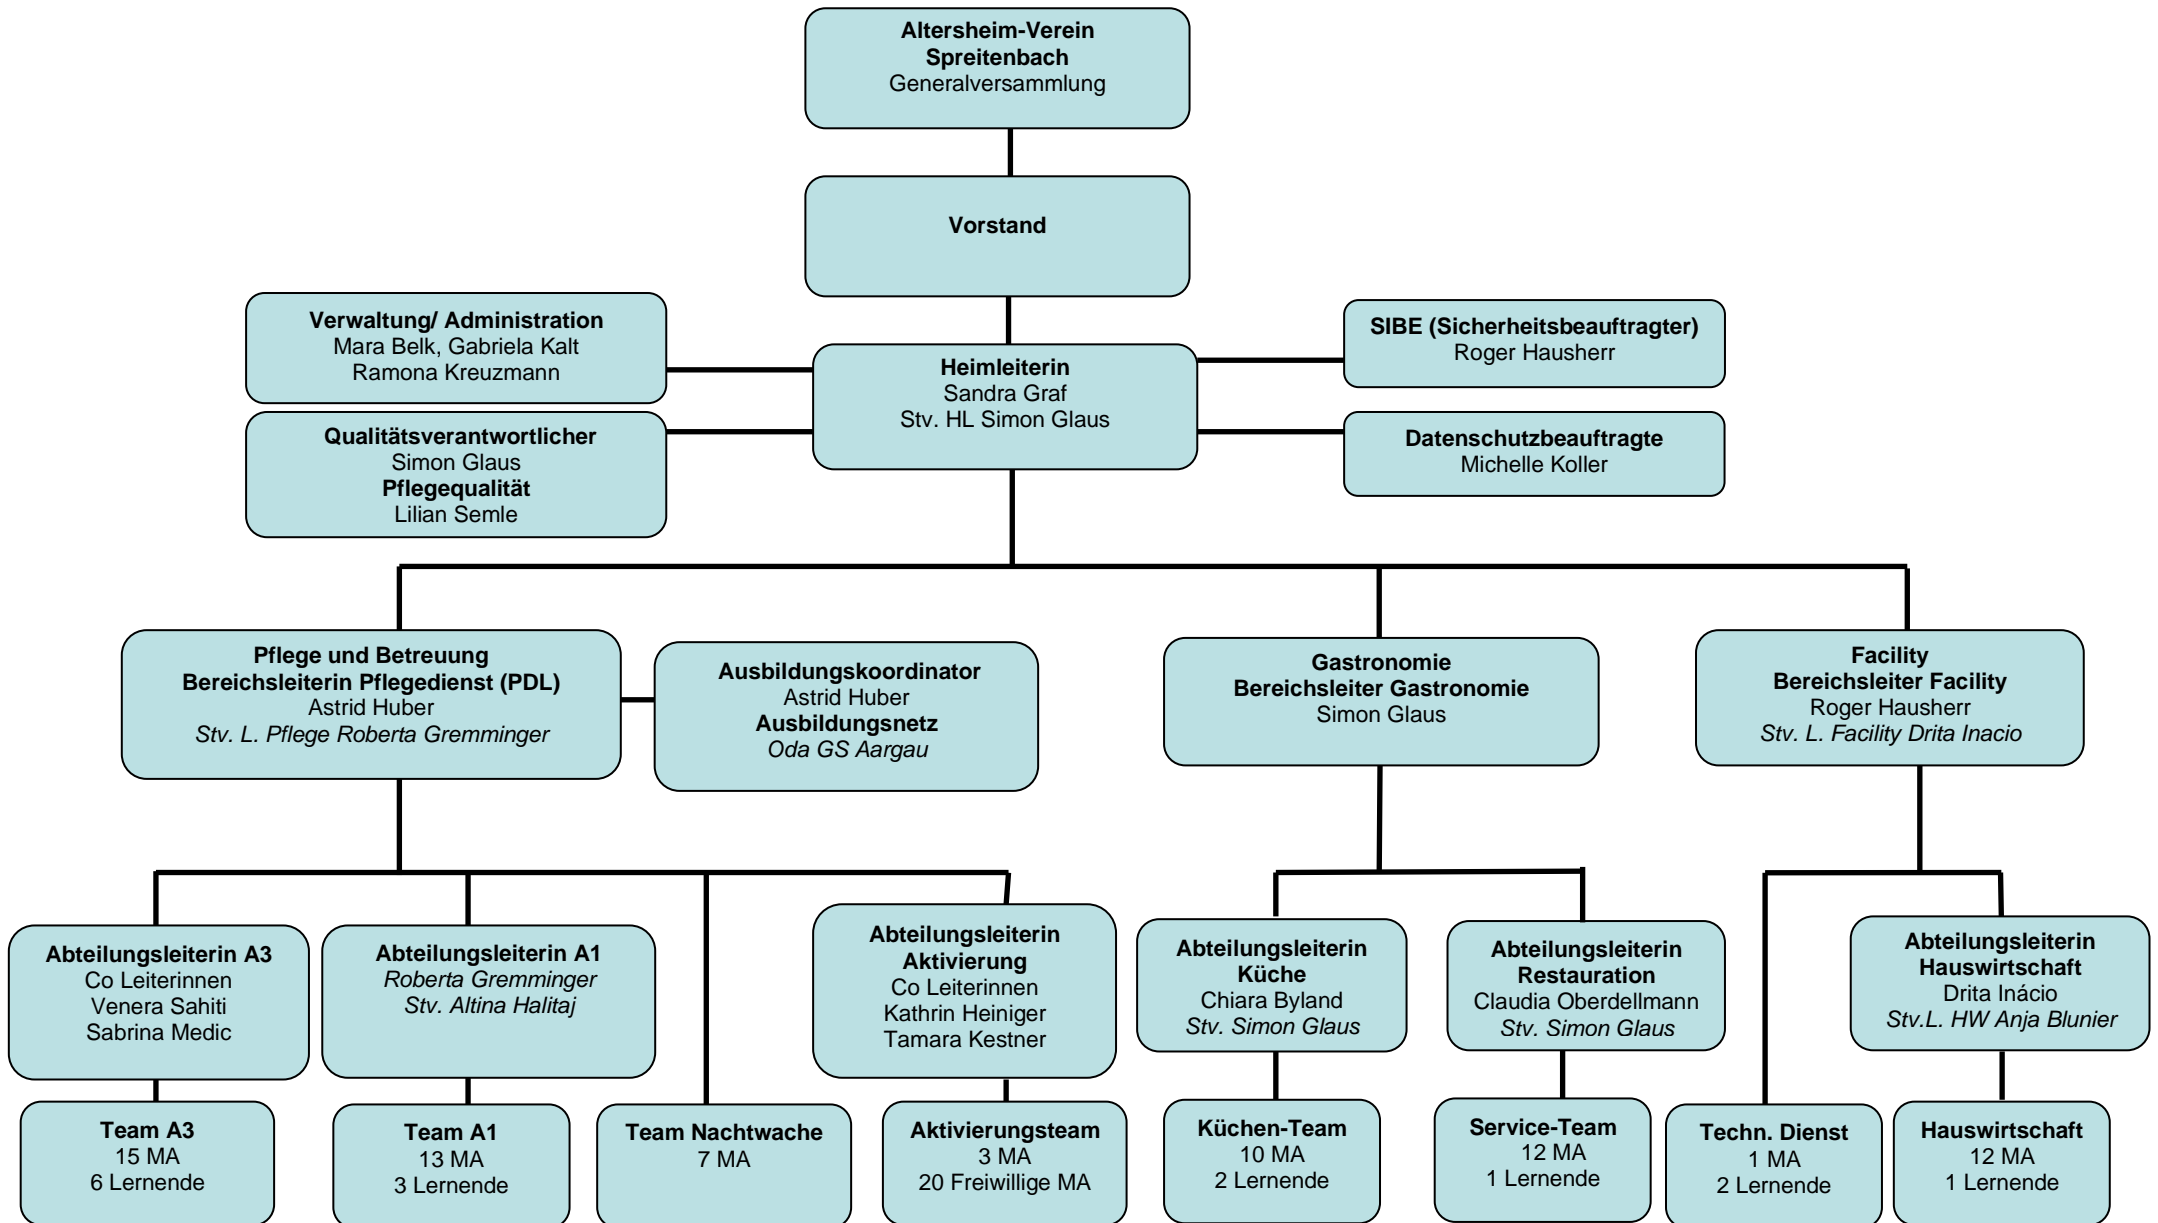 Altersheim-Verein
Spreitenbach
Generalversammlung
Vorstand
Verwaltung/ Administration
Mara Belk, Gabriela Kalt
Ramona Kreuzmann
SIBE (Sicherheitsbeauftragter)
Roger Hausherr
Heimleiterin
Sandra Graf
Stv. HL Simon Glaus
Qualitätsverantwortlicher
Simon Glaus
Pflegequalität
Lilian Semle
Datenschutzbeauftragte
Michelle Koller
Pflege und Betreuung
Bereichsleiterin Pflegedienst (PDL)
Astrid Huber
Stv. L. Pflege Roberta Gremminger
Ausbildungskoordinator
Astrid Huber
Ausbildungsnetz
Oda GS Aargau
Gastronomie
Bereichsleiter Gastronomie
Simon Glaus
Facility
Bereichsleiter Facility
Roger Hausherr
Stv. L. Facility Drita Inacio
Abteilungsleiterin A3
Co Leiterinnen
Venera Sahiti
Sabrina Medic
Abteilungsleiterin A1
Roberta Gremminger
Stv. Altina Halitaj
Abteilungsleiterin
Aktivierung
Co Leiterinnen
Kathrin Heiniger
Tamara Kestner
Abteilungsleiterin
Küche
Chiara Byland
Stv. Simon Glaus
Abteilungsleiterin
Restauration
Claudia Oberdellmann
Stv. Simon Glaus
Abteilungsleiterin
Hauswirtschaft
Drita Inácio
Stv.L. HW Anja Blunier
Team A3
15 MA
6 Lernende
Team A1
13 MA
3 Lernende
Team Nachtwache
7 MA
Aktivierungsteam
3 MA
20 Freiwillige MA
Küchen-Team
10 MA
2 Lernende
Service-Team
12 MA
1 Lernende
Techn. Dienst
1 MA
2 Lernende
Hauswirtschaft
12 MA
1 Lernende